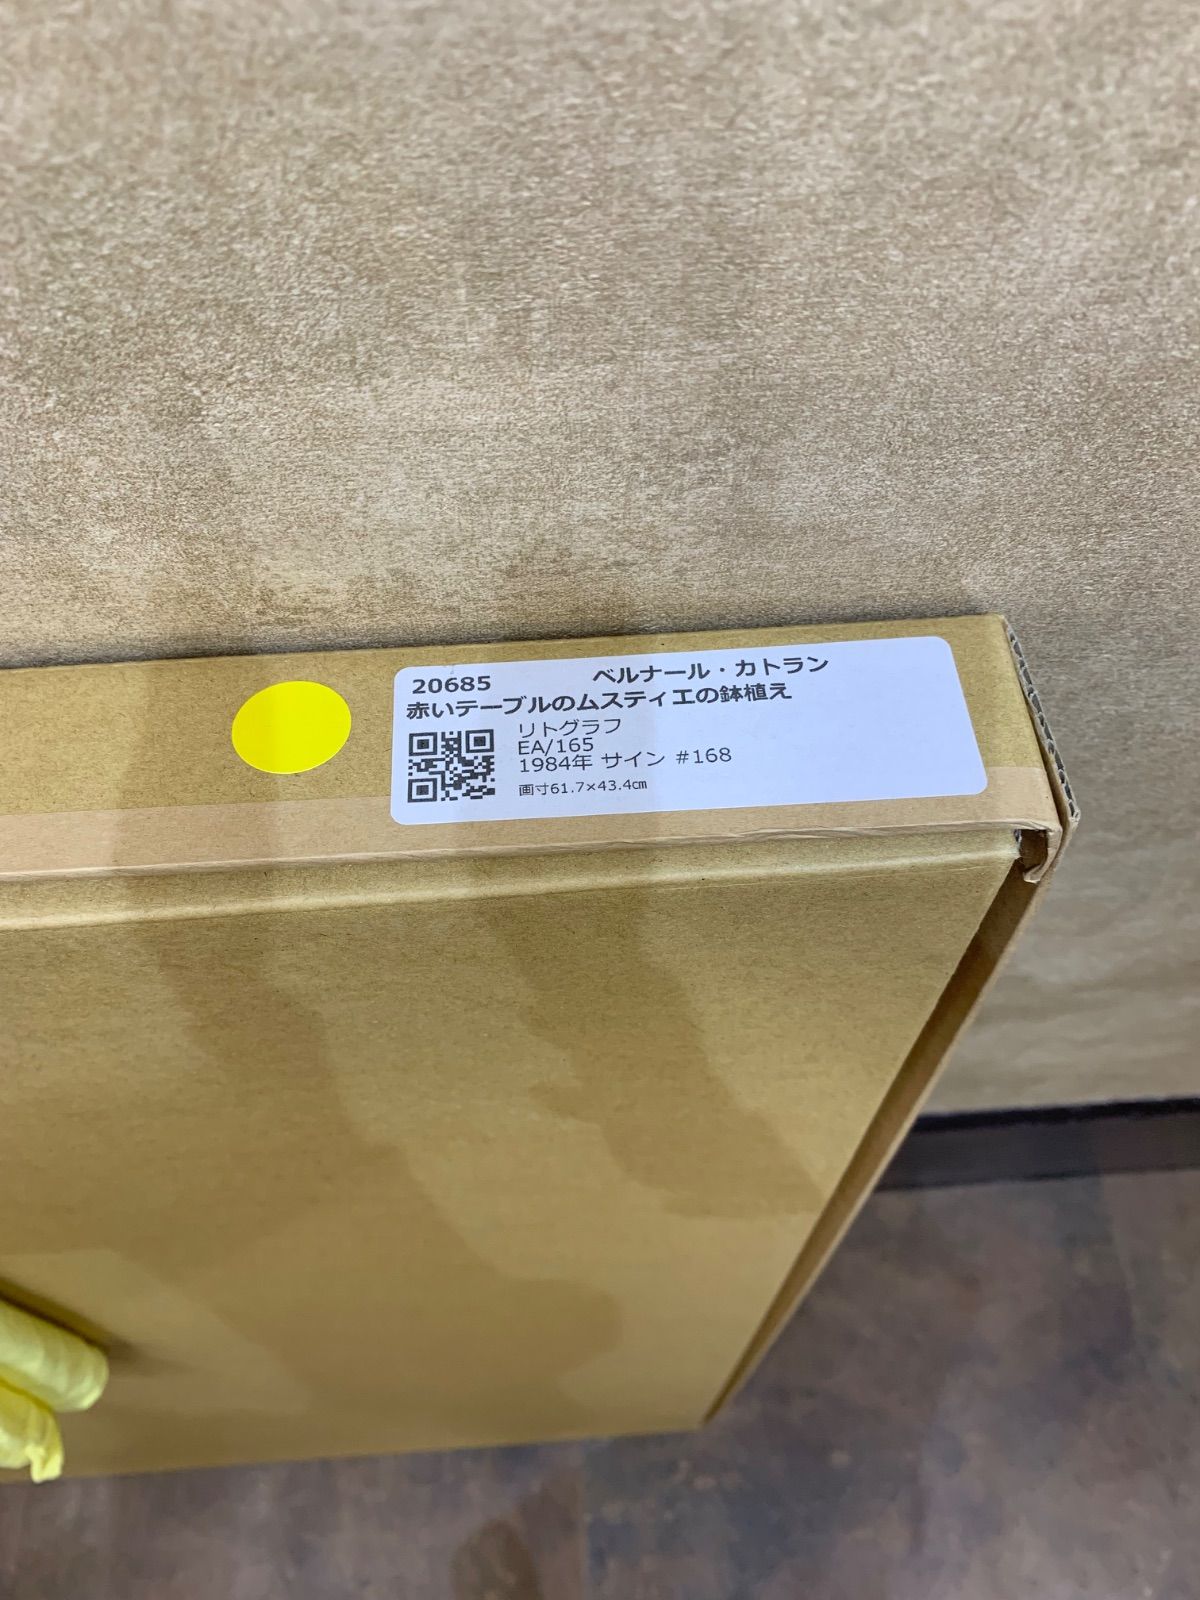 20685 ベルナール・カトラン
赤いテーブルのムスティエの鉢植え
リトグラフ
EA/165
1984年 サイン #168
画寸61.7×43.4㎝